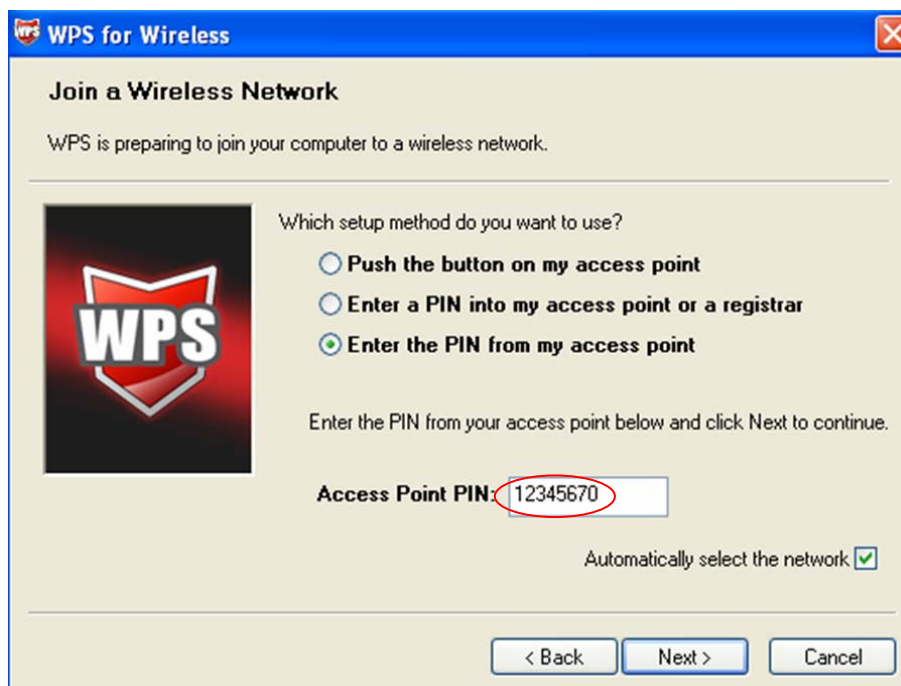 WPS for Wireless
Join a Wireless Network
WPS is preparing to join your computer to a wireless network.
Which setup method do you want to use?
Push the button on my access point
Enter a PIN into my access point or a registrar
Enter the PIN from my access point
WPS
Enter the PIN from your access point below and click Next to continue.
Access Point PIN: 12345670
Automatically select the network
< Back Next > Cancel